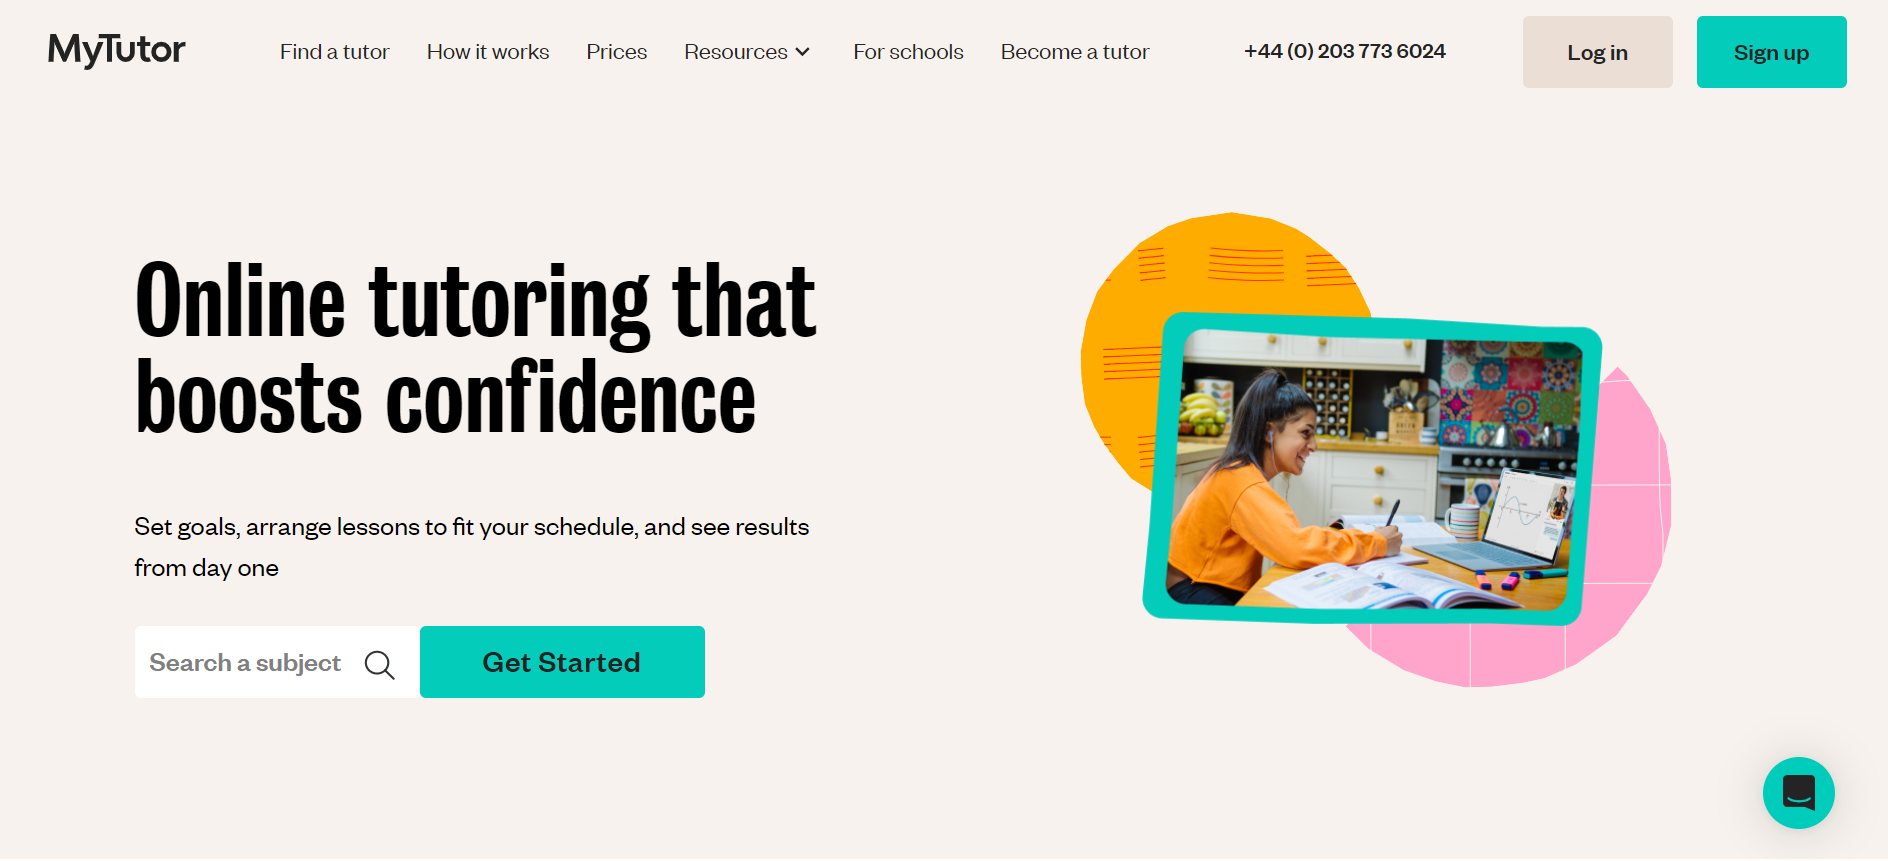 MyTutor
Find a tutor
How it works
Prices
Resources
For schools
Become a tutor
+44 (0) 203 773 6024
Log in
Sign up
Online tutoring that
boosts confidence
Set goals, arrange lessons to fit your schedule, and see results
from day one
Search a subject
Get Started